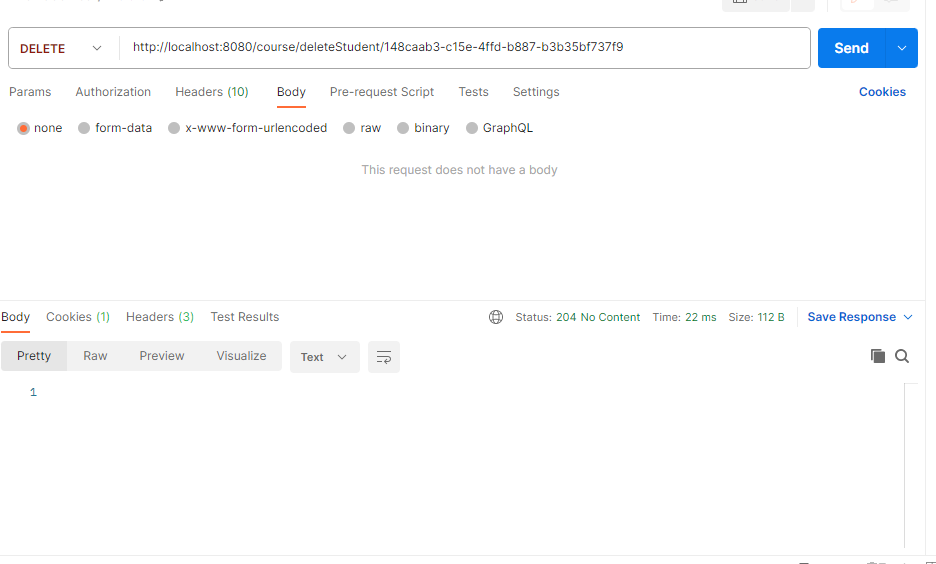 DELETE http://localhost:8080/course/deleteStudent/148caab3-c15e-4ffd-b887-b3b35bf737f9 Send
Params Authorization Headers (10) Body Pre-request Script Tests Settings Cookies
none form-data x-www-form-urlencoded raw binary GraphQL
This request does not have a body
Body Cookies (1) Headers (3) Test Results Status: 204 No Content Time: 22 ms Size: 112 B Save Response
Pretty Raw Preview Visualize Text
1